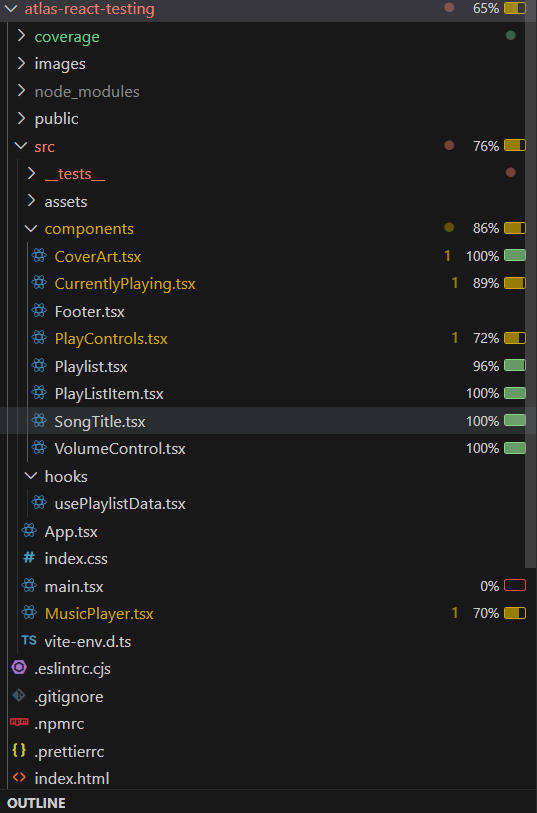 atlas-react-testing 65%
coverage
images
node_modules
public
src 76%
__tests__
assets
components 86%
CoverArt.tsx 1 100%
CurrentlyPlaying.tsx 1 89%
Footer.tsx
PlayControls.tsx 1 72%
Playlist.tsx 96%
PlayListItem.tsx 100%
SongTitle.tsx 100%
VolumeControl.tsx 100%
hooks
usePlaylistData.tsx
App.tsx
# index.css
main.tsx 0%
MusicPlayer.tsx 1 70%
TS vite-env.d.ts
.eslintrc.cjs
.gitignore
npm .npmrc
{ } .prettierrc
<> index.html
OUTLINE